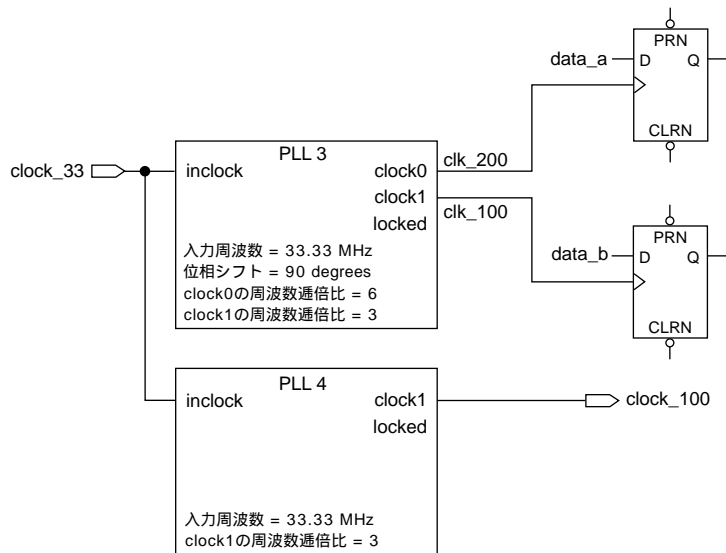 PRN
data_a
D
Q
CLRN
PLL 3
clock_33
inclock
clock0
clk_200
clock1
clk_100
locked
入力周波数 = 33.33 MHz
位相シフト = 90 degrees
clock0の周波数逓倍比 = 6
clock1の周波数逓倍比 = 3
PRN
data_b
D
Q
CLRN
PLL 4
inclock
clock1
clock_100
locked
入力周波数 = 33.33 MHz
clock1の周波数逓倍比 = 3